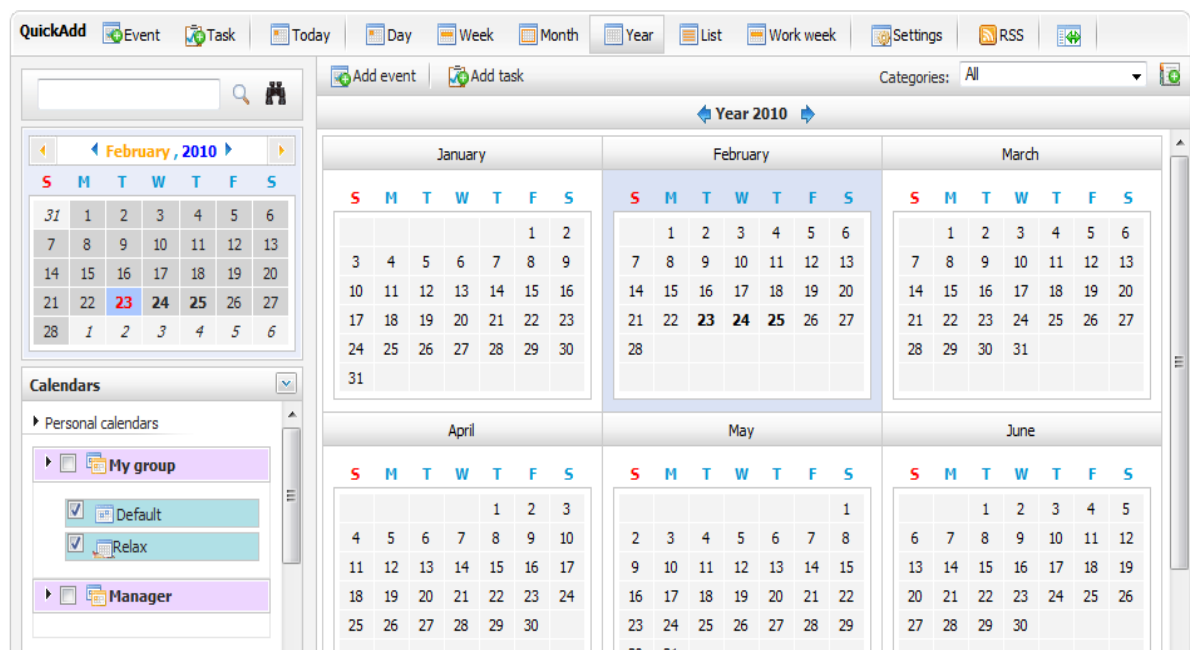 QuickAdd Event Task Today Day Week Month Year List Work week Settings RSS
Add event Add task Categories: All
Year 2010
February , 2010
S M T W T F S
31 1 2 3 4 5 6
7 8 9 10 11 12 13
14 15 16 17 18 19 20
21 22 23 24 25 26 27
28 1 2 3 4 5 6
Calendars
Personal calendars
My group
Default
Relax
Manager
January
S M T W T F S
1 2
3 4 5 6 7 8 9
10 11 12 13 14 15 16
17 18 19 20 21 22 23
24 25 26 27 28 29 30
31
February
S M T W T F S
1 2 3 4 5 6
7 8 9 10 11 12 13
14 15 16 17 18 19 20
21 22 23 24 25 26 27
28
March
S M T W T F S
1 2 3 4 5 6
7 8 9 10 11 12 13
14 15 16 17 18 19 20
21 22 23 24 25 26 27
28 29 30 31
April
S M T W T F S
1 2 3
4 5 6 7 8 9 10
11 12 13 14 15 16 17
18 19 20 21 22 23 24
25 26 27 28 29 30
May
S M T W T F S
1
2 3 4 5 6 7 8
9 10 11 12 13 14 15
16 17 18 19 20 21 22
23 24 25 26 27 28 29
June
S M T W T F S
1 2 3 4 5
6 7 8 9 10 11 12
13 14 15 16 17 18 19
20 21 22 23 24 25 26
27 28 29 30